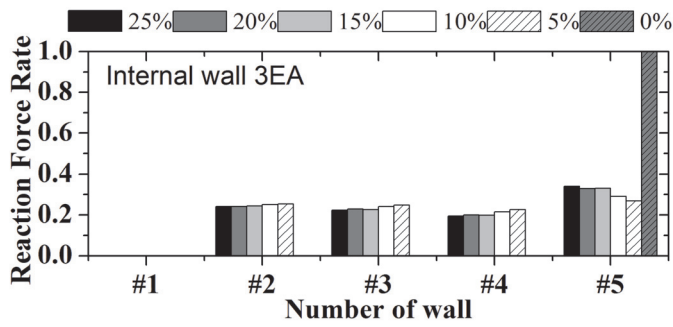 25% 20% 15% 10% 5% 0%
Reaction Force Rate
1.0
Internal wall 3EA
0.8
0.6
0.4
0.2
0.0
#1 #2 #3 #4 #5
Number of wall